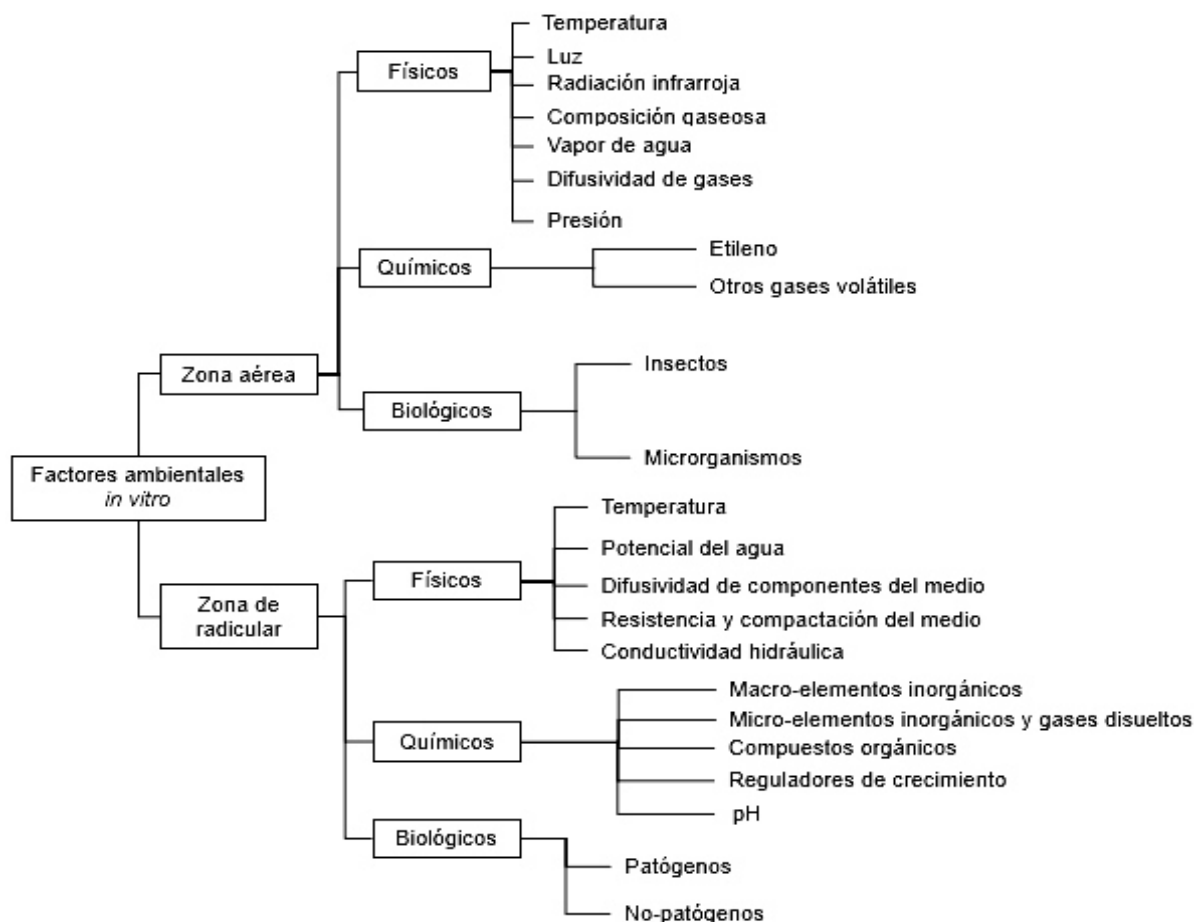 Temperatura
Luz
Físicos
Radiación infrarroja
Composición gaseosa
Vapor de agua
Difusividad de gases
Presión
Etileno
Químicos
Otros gases volátiles
Zona aérea
Insectos
Biológicos
Microrganismos
Factores ambientales
in vitro
Temperatura
Potencial del agua
Físicos
Difusividad de componentes del medio
Resistencia y compactación del medio
Conductividad hidráulica
Zona de
radicular
Macro-elementos inorgánicos
Micro-elementos inorgánicos y gases disueltos
Químicos
Compuestos orgánicos
Reguladores de crecimiento
pH
Biológicos
Patógenos
No-patógenos